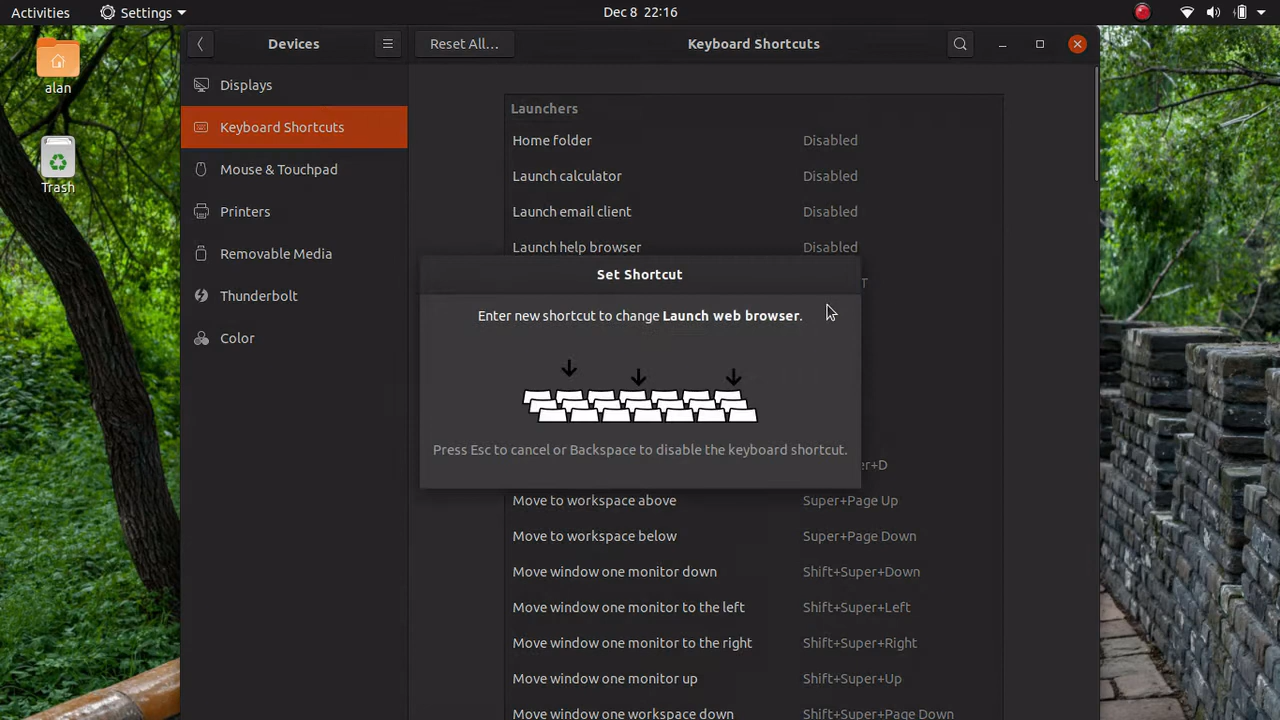 Activities Settings Dec 8 22:16
alan
Trash
Devices Reset All... Keyboard Shortcuts
Displays
Keyboard Shortcuts
Mouse & Touchpad
Printers
Removable Media
Thunderbolt
Color
Launchers
Home folder Disabled
Launch calculator Disabled
Launch email client Disabled
Launch help browser Disabled
T
Set Shortcut
Enter new shortcut to change Launch web browser.
Press Esc to cancel or Backspace to disable the keyboard shortcut.
er+D
Move to workspace above Super+Page Up
Move to workspace below Super+Page Down
Move window one monitor down Shift+Super+Down
Move window one monitor to the left Shift+Super+Left
Move window one monitor to the right Shift+Super+Right
Move window one monitor up Shift+Super+Up
Move window one workspace down Shift+Super+Page Down